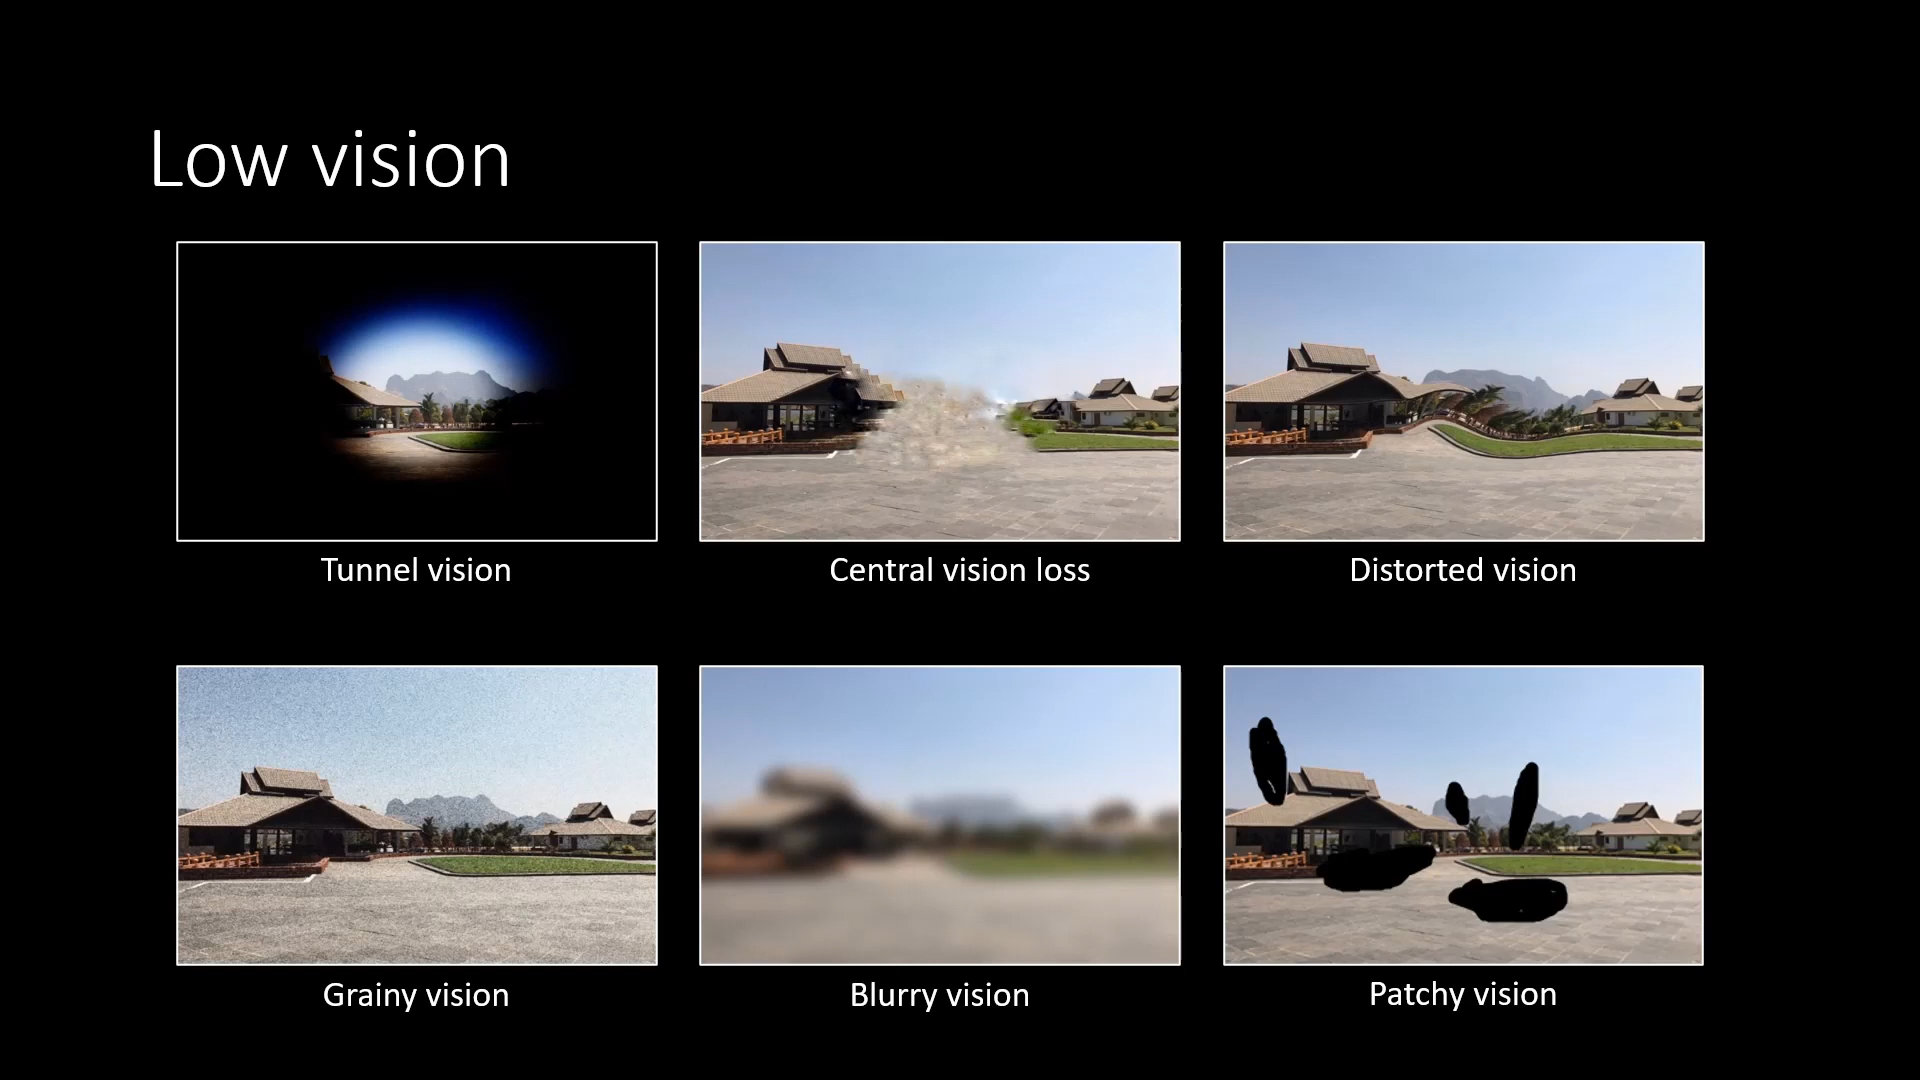 Low vision
Tunnel vision
Central vision loss
Distorted vision
Grainy vision
Blurry vision
Patchy vision